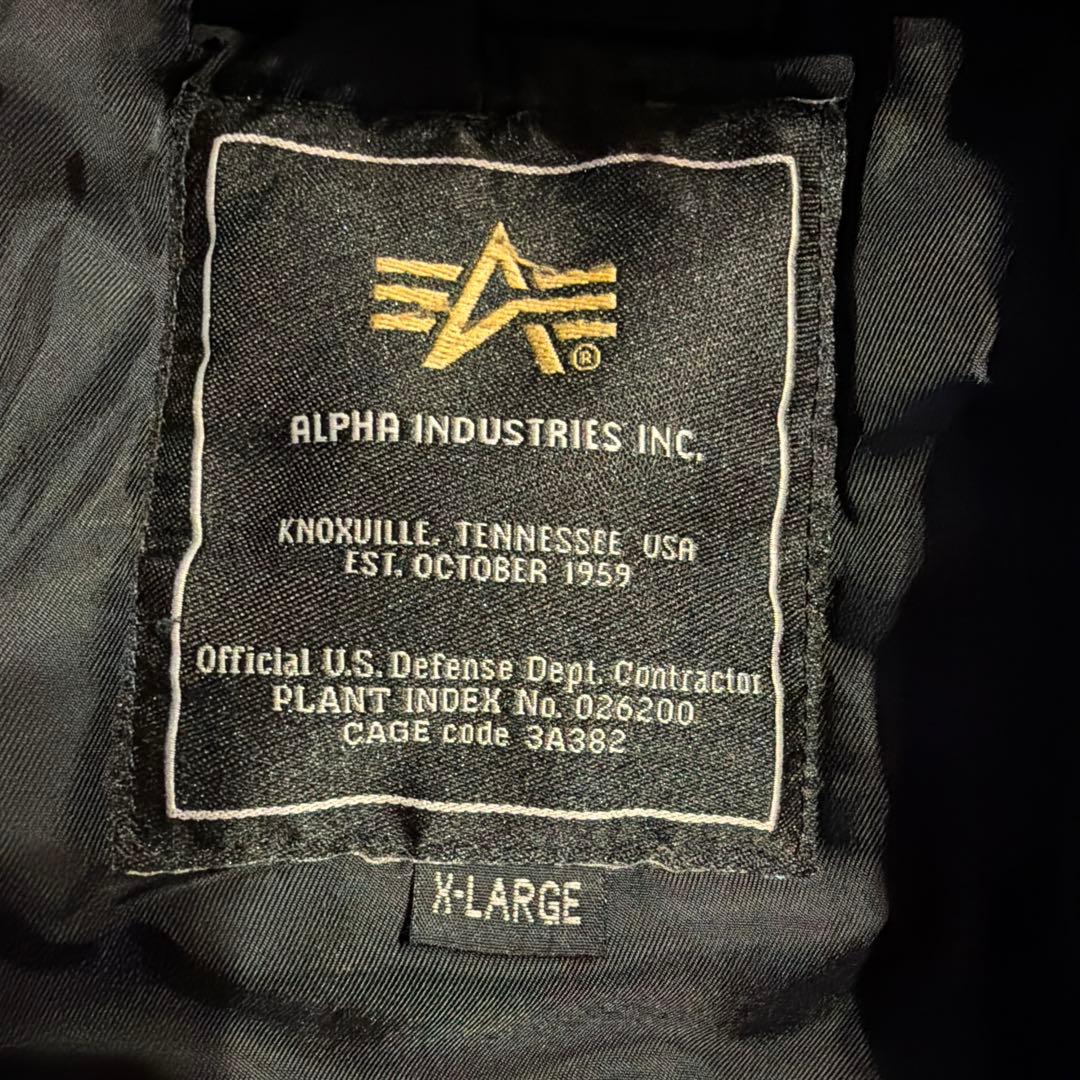 ®
ALPHA INDUSTRIES INC.
KNOXVILLE, TENNESSEE USA
EST. OCTOBER 1959
Official U.S. Defense Dept. Contractor
PLANT INDEX No. 026200
CAGE code 3A382
X-LARGE